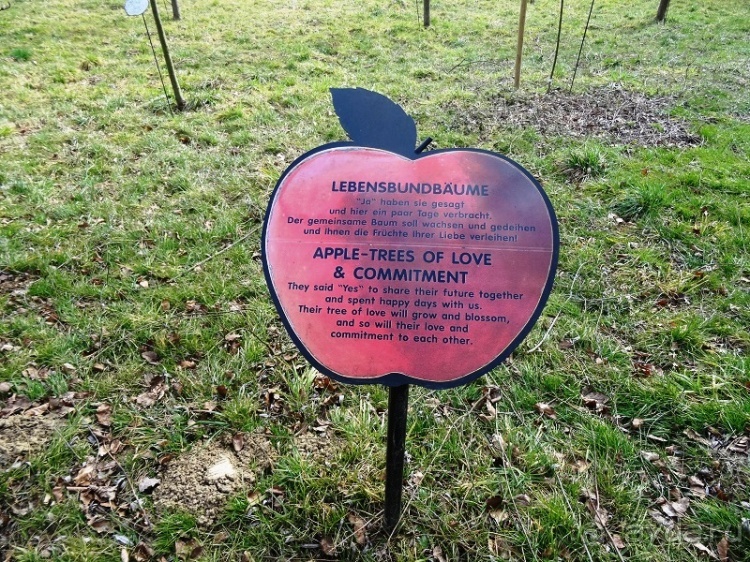 LEBENSBUNDBÄUME
"Ja" haben sie gesagt
und hier ein paar Tage verbracht.
Der gemeinsame Baum soll wachsen und gedeihen
und ihnen die Früchte Ihrer Liebe verleihen!
APPLE-TREES OF LOVE
& COMMITMENT
They said "Yes" to share their future together
and spent happy days with us.
Their tree of love will grow and blossom,
and so will their love and
commitment to each other.